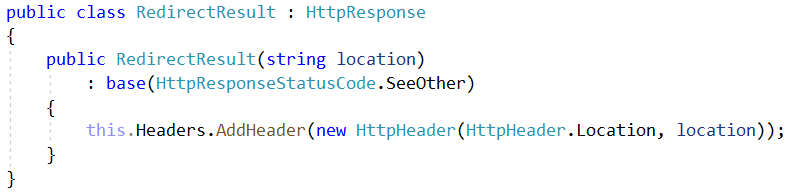 public class RedirectResult : HttpResponse
{
    public RedirectResult(string location)
        : base(HttpResponseStatusCode.SeeOther)
    {
        this.Headers.AddHeader(new HttpHeader(HttpHeader.Location, location));
    }
}